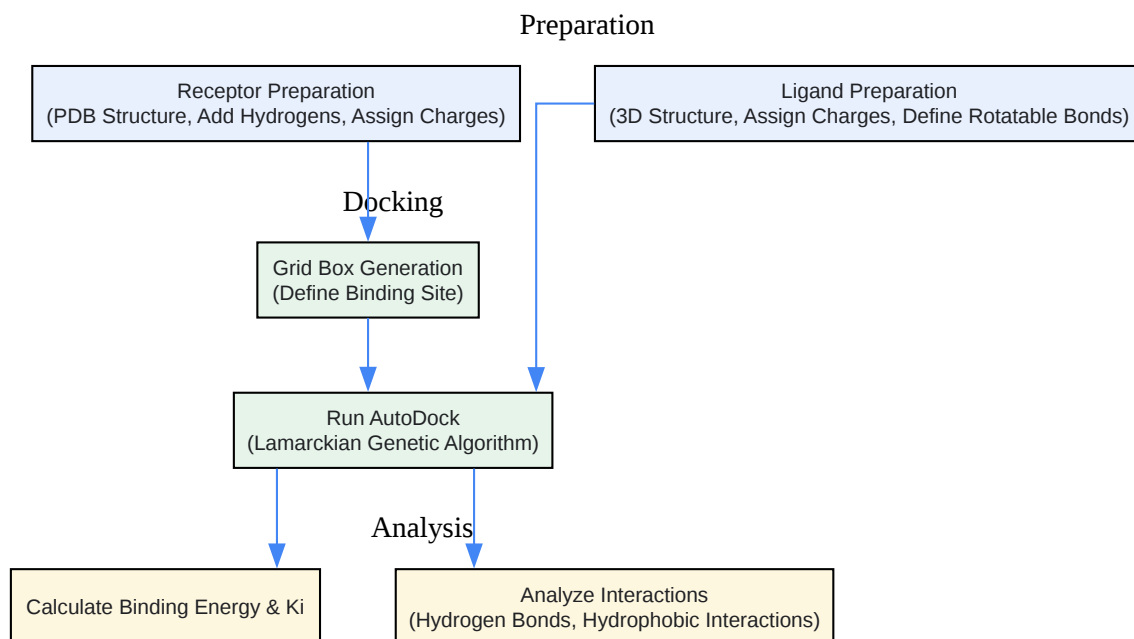 Preparation
Receptor Preparation
(PDB Structure, Add Hydrogens, Assign Charges)
Ligand Preparation
(3D Structure, Assign Charges, Define Rotatable Bonds)
Docking
Grid Box Generation
(Define Binding Site)
Run AutoDock
(Lamarckian Genetic Algorithm)
Analysis
Calculate Binding Energy & Ki
Analyze Interactions
(Hydrogen Bonds, Hydrophobic Interactions)